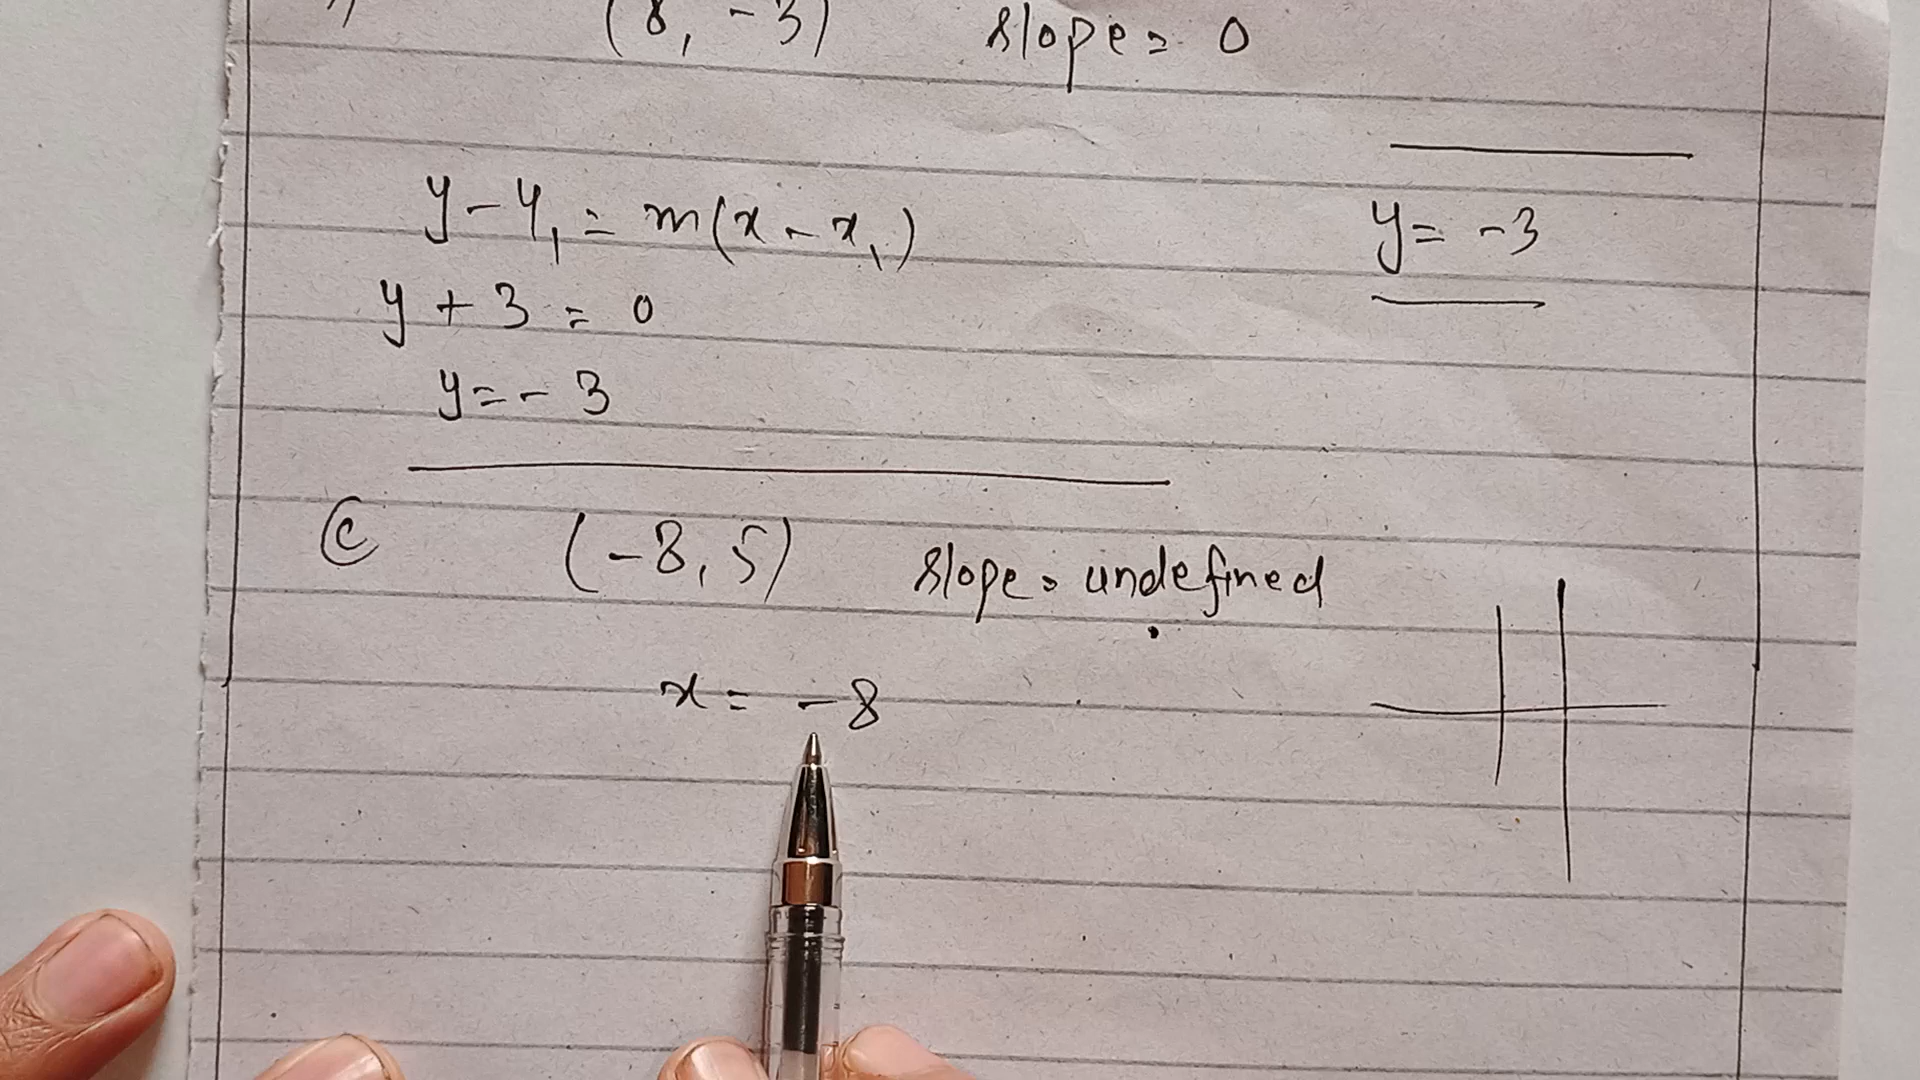 (8, -3) slope = 0
y - y₁ = m(x - x₁)
y = -3
y + 3 = 0
y = - 3
(c) (-8, 5) slope = undefined
x = -8